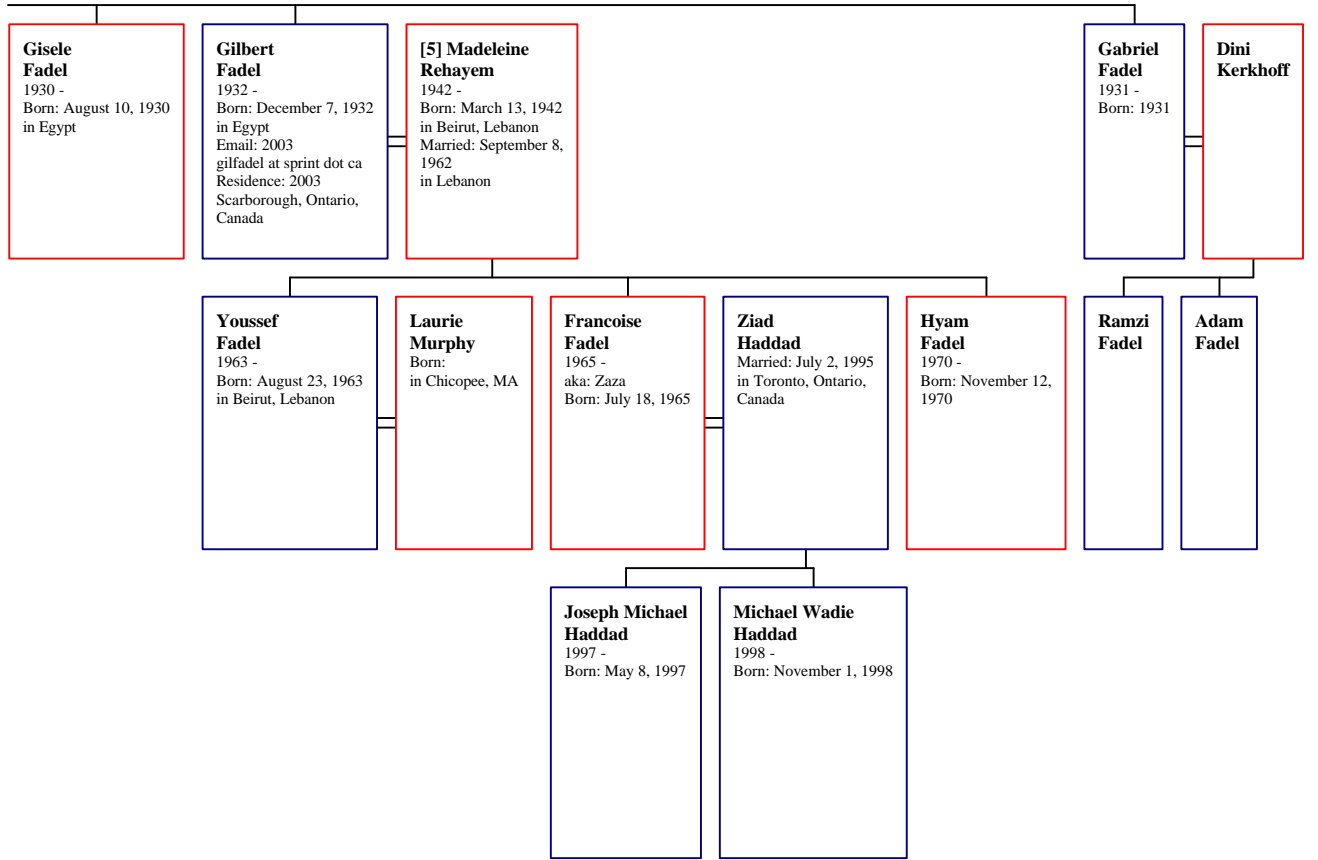 Gisele
Fadel
1930 -
Born: August 10, 1930
in Egypt
Gilbert
Fadel
1932 -
Born: December 7, 1932
in Egypt
Email: 2003
gilfadel at sprint dot ca
Residence: 2003
Scarborough, Ontario,
Canada
[5] Madeleine
Rehayem
1942 -
Born: March 13, 1942
in Beirut, Lebanon
Married: September 8,
1962
in Lebanon
Gabriel
Fadel
1931 -
Born: 1931
Dini
Kerkhoff
Youssef
Fadel
1963 -
Born: August 23, 1963
in Beirut, Lebanon
Laurie
Murphy
Born:
in Chicopee, MA
Francoise
Fadel
1965 -
aka: Zaza
Born: July 18, 1965
Ziad
Haddad
Married: July 2, 1995
in Toronto, Ontario,
Canada
Hyam
Fadel
1970 -
Born: November 12,
1970
Ramzi
Fadel
Adam
Fadel
Joseph Michael
Haddad
1997 -
Born: May 8, 1997
Michael Wadie
Haddad
1998 -
Born: November 1, 1998